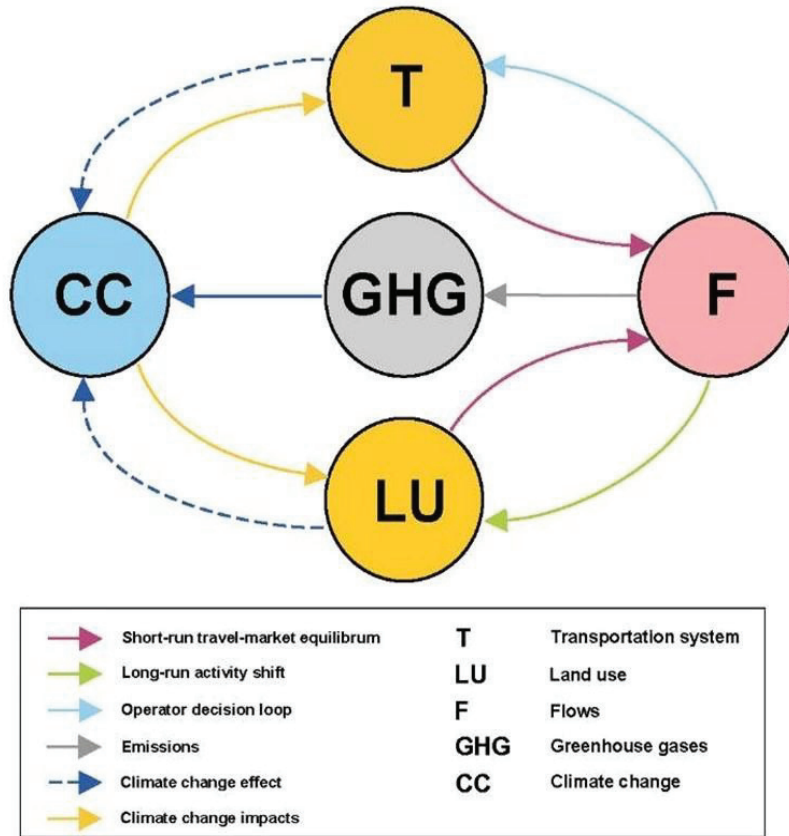 T
CC
GHG
F
LU
Short-run travel-market equilibrum
T
Transportation system
Long-run activity shift
LU
Land use
Operator decision loop
F
Flows
Emissions
GHG
Greenhouse gases
Climate change effect
CC
Climate change
Climate change impacts